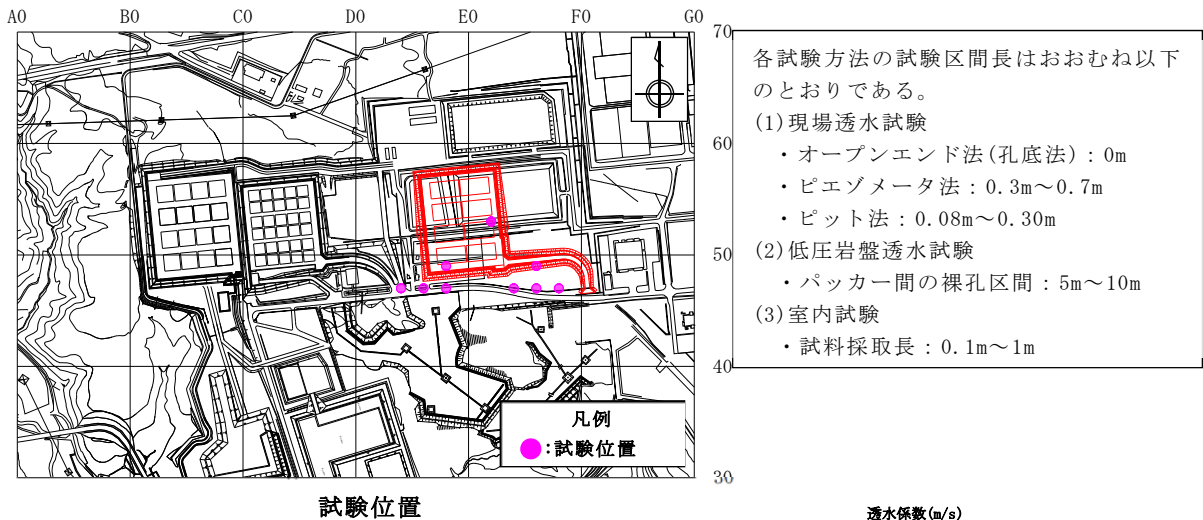 A0 B0 C0 D0 E0 F0 G0
70
60
50
40
30
凡例
:試験位置
試験位置
各試験方法の試験区間長はおおむね以下
のとおりである。
(1)現場透水試験
・オープンエンド法(孔底法)：0m
・ピエゾメータ法：0.3m～0.7m
・ピット法：0.08m～0.30m
(2)低圧岩盤透水試験
・パッカー間の裸孔区間：5m～10m
(3)室内試験
・試料採取長：0.1m～1m
透水係数(m/s)